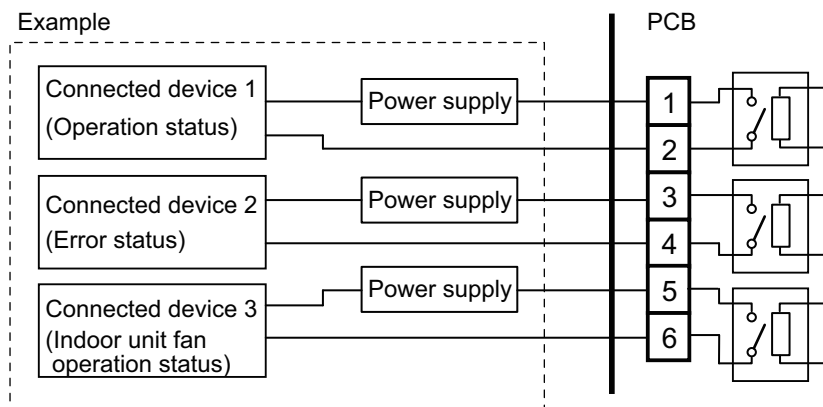 Example
PCB
Connected device 1
(Operation status)
Power supply
1
2
Connected device 2
(Error status)
Power supply
3
4
Connected device 3
(Indoor unit fan
operation status)
Power supply
5
6